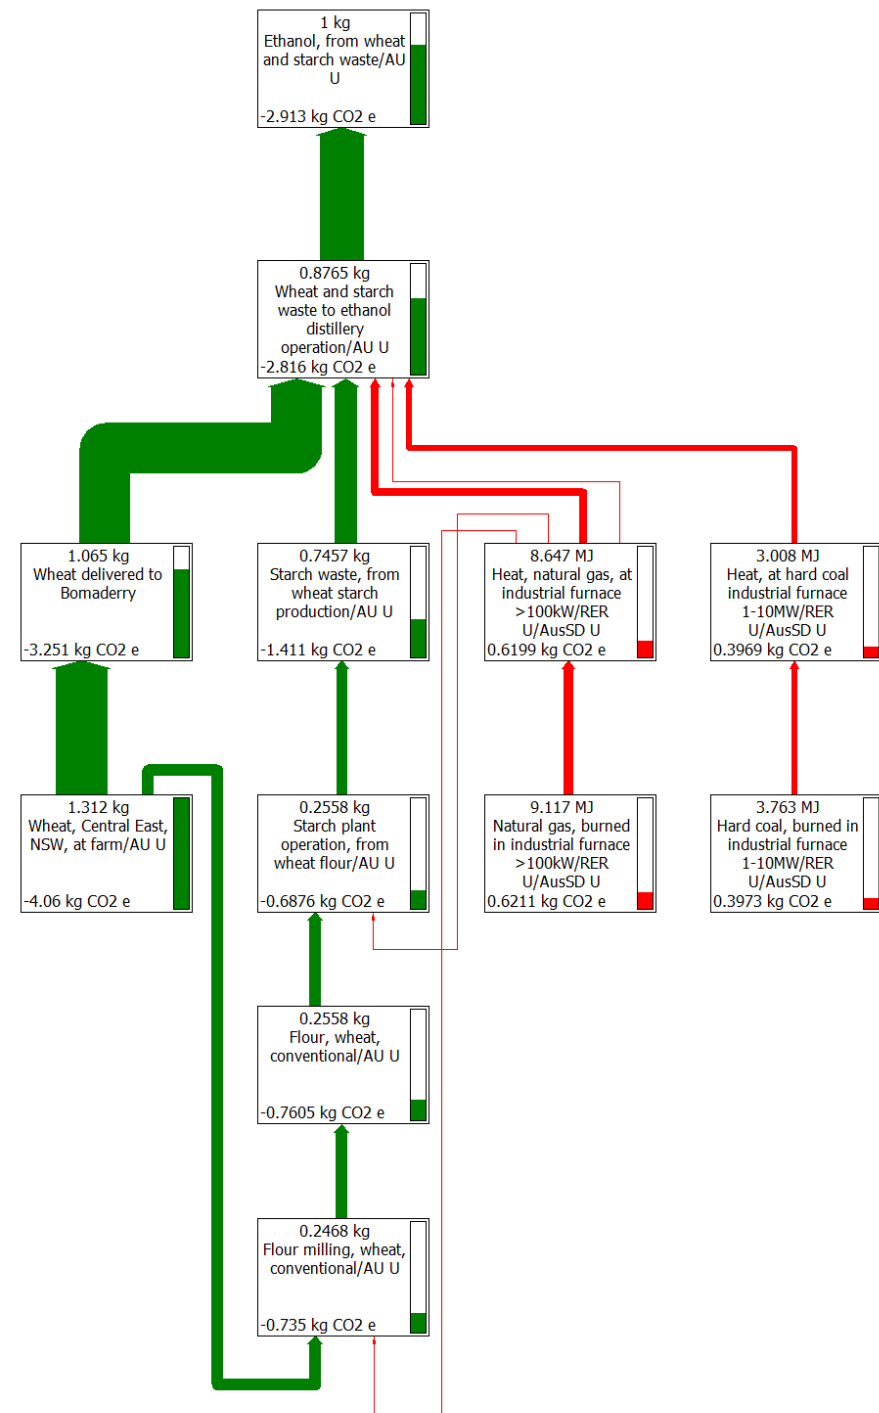 1 kg
Ethanol, from wheat
and starch waste/AU
U
-2.913 kg CO2 e
0.8765 kg
Wheat and starch
waste to ethanol
distillery
operation/AU U
-2.816 kg CO2 e
1.065 kg
Wheat delivered to
Bomaderry
-3.251 kg CO2 e
0.7457 kg
Starch waste, from
wheat starch
production/AU U
-1.411 kg CO2 e
8.647 MJ
Heat, natural gas, at
industrial furnace
>100kW/RER
U/AusSD U
0.6199 kg CO2 e
3.008 MJ
Heat, at hard coal
industrial furnace
1-10MW/RER
U/AusSD U
0.3969 kg CO2 e
1.312 kg
Wheat, Central East,
NSW, at farm/AU U
-4.06 kg CO2 e
0.2558 kg
Starch plant
operation, from
wheat flour/AU U
-0.6876 kg CO2 e
9.117 MJ
Natural gas, burned
in industrial furnace
>100kW/RER
U/AusSD U
0.6211 kg CO2 e
3.763 MJ
Hard coal, burned in
industrial furnace
1-10MW/RER
U/AusSD U
0.3973 kg CO2 e
0.2558 kg
Flour, wheat,
conventional/AU U
-0.7605 kg CO2 e
0.2468 kg
Flour milling, wheat,
conventional/AU U
-0.735 kg CO2 e